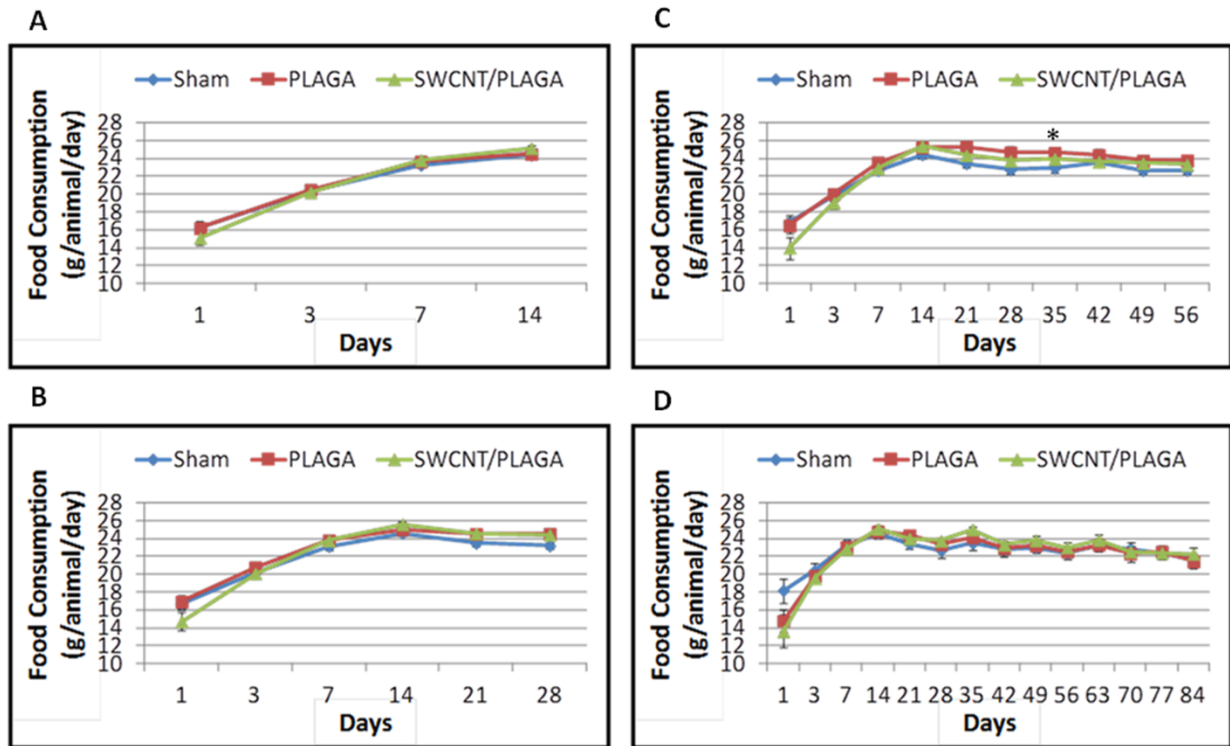 A
Sham PLAGA SWCNT/PLAGA
Food Consumption
(g/animal/day)
28
26
24
22
20
18
16
14
12
10
1 3 7 14
Days
B
Sham PLAGA SWCNT/PLAGA
Food Consumption
(g/animal/day)
28
26
24
22
20
18
16
14
12
10
1 3 7 14 21 28
Days
C
Sham PLAGA SWCNT/PLAGA
Food Consumption
(g/animal/day)
28
26
24
22
20
18
16
14
12
10
*
1 3 7 14 21 28 35 42 49 56
Days
D
Sham PLAGA SWCNT/PLAGA
Food Consumption
(g/animal/day)
28
26
24
22
20
18
16
14
12
10
1 3 7 14 21 28 35 42 49 56 63 70 77 84
Days